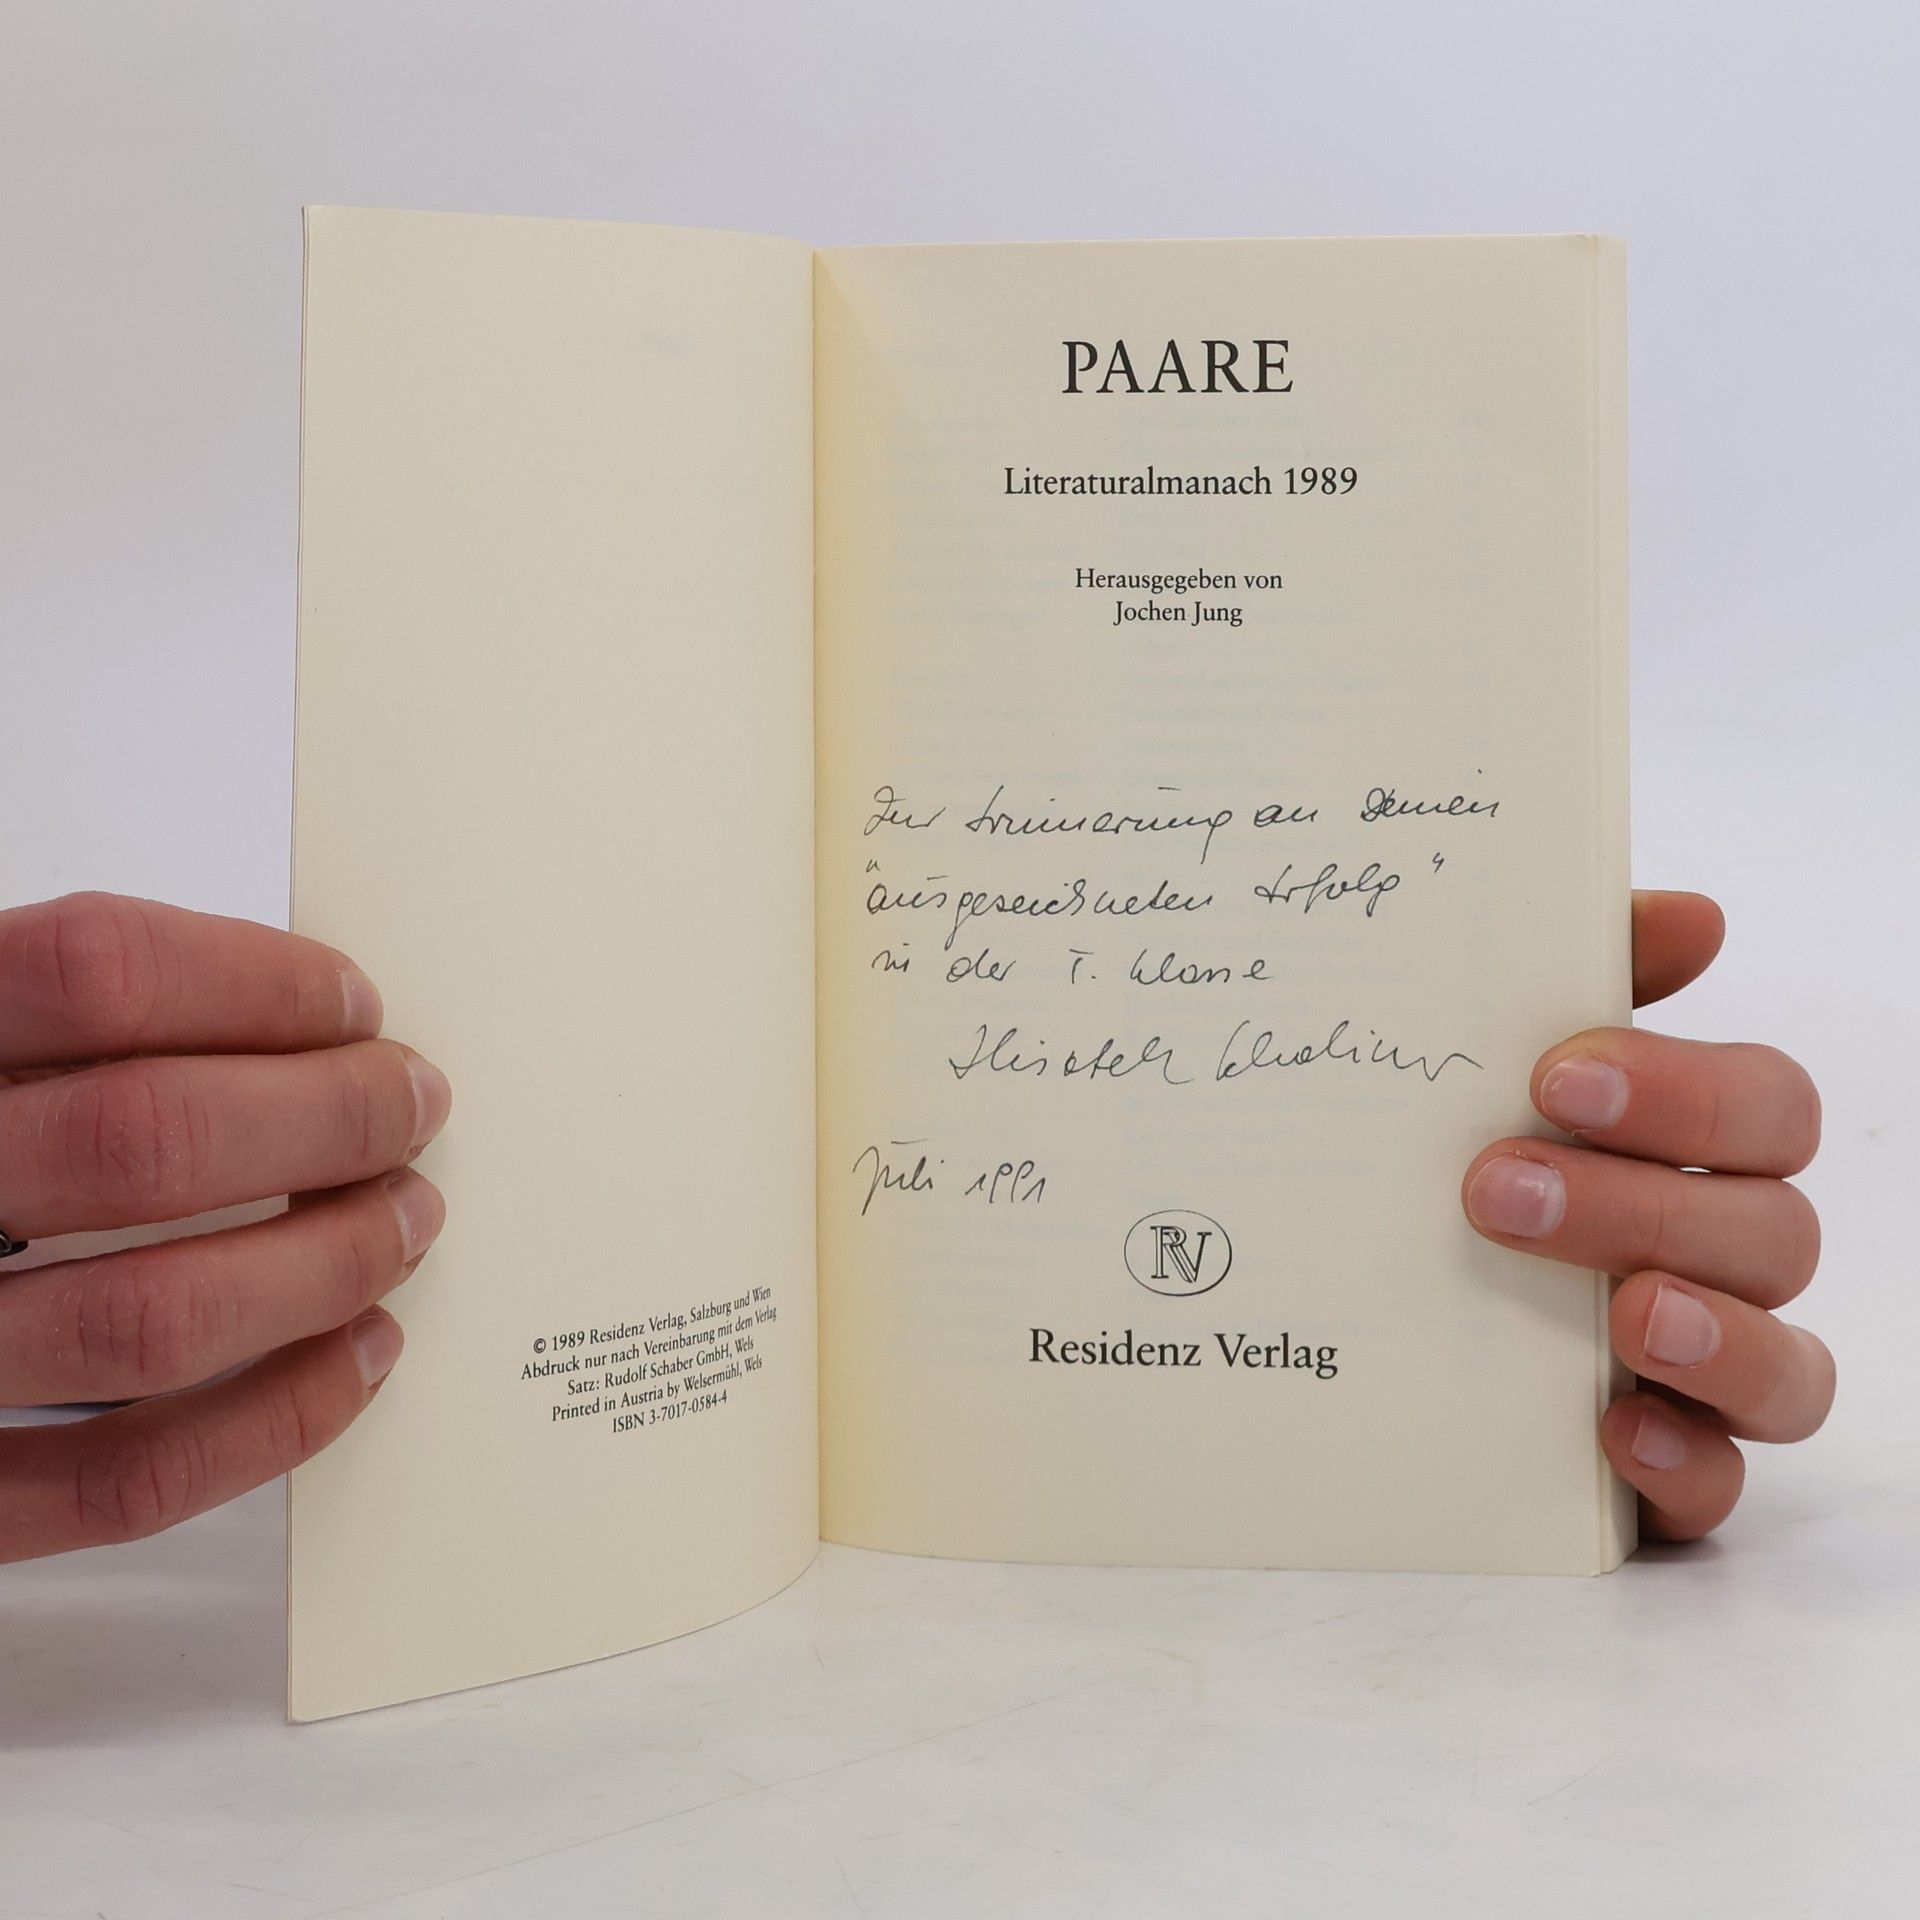 © 1989 Residenz Verlag, Salzburg und Wien
Abdruck nur nach Vereinbarung mit dem Verlag
Satz: Rudolf Schaber GmbH, Wels
Printed in Austria by Welsermühl, Wels
ISBN 3-7017-0584-4
PAARE
Literaturalmanach 1989
Herausgegeben von
Jochen Jung
Zur Erinnerung an Deinen
"ausgezeichneten Erfolg"
in der I. Klasse
Juli 1991
RV
Residenz Verlag